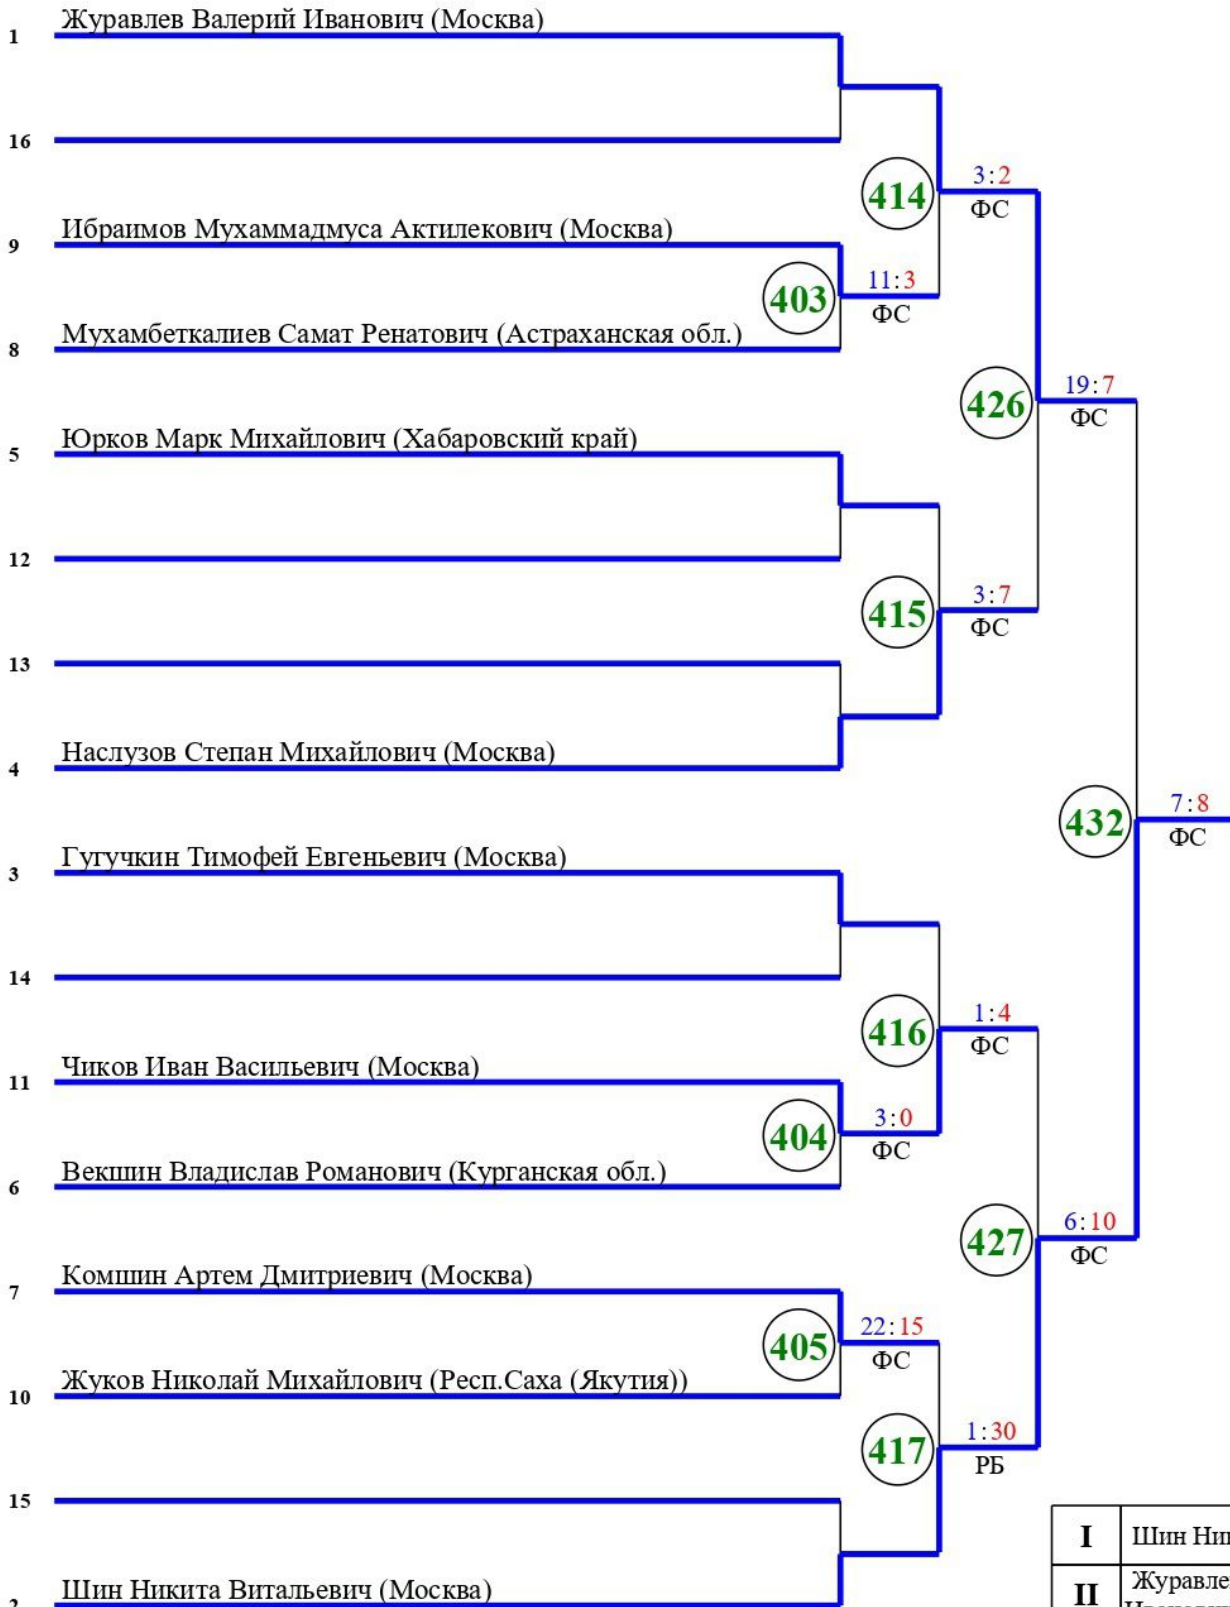 Журавлев Валерий Иванович (Москва)
1
16
414
3:2
ФС
Ибраимов Мухаммадмуса Актилекович (Москва)
9
403
11:3
ФС
Мухамбеткалиев Самат Ренатович (Астраханская обл.)
8
426
19:7
ФС
Юрков Марк Михайлович (Хабаровский край)
5
12
415
3:7
ФС
13
Наслузов Степан Михайлович (Москва)
4
432
7:8
ФС
Гугучкин Тимофей Евгеньевич (Москва)
3
14
416
1:4
ФС
Чиков Иван Васильевич (Москва)
11
404
3:0
ФС
Векшин Владислав Романович (Курганская обл.)
6
427
6:10
ФС
Комшин Артем Дмитриевич (Москва)
7
405
22:15
ФС
Жуков Николай Михайлович (Респ.Саха (Якутия))
10
417
1:30
РБ
15
I Шин
Шин Никита Витальевич (Москва)
2
II